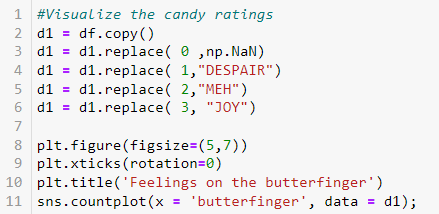 1 #Visualize the candy ratings
2 d1 = df.copy()
3 d1 = d1.replace( 0 ,np.NaN)
4 d1 = d1.replace( 1,"DESPAIR")
5 d1 = d1.replace( 2,"MEH")
6 d1 = d1.replace( 3, "JOY")
7
8 plt.figure(figsize=(5,7))
9 plt.xticks(rotation=0)
10 plt.title('Feelings on the butterfinger')
11 sns.countplot(x = 'butterfinger', data = d1);